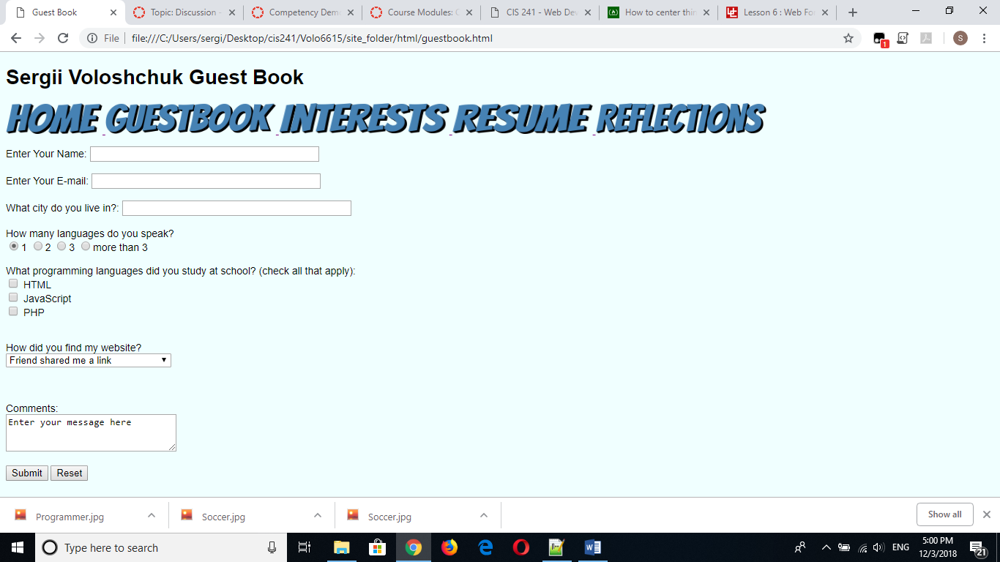 Guest Book
Topic: Discussion -
Competency Dem
Course Modules: C
CIS 241 - Web Dev
How to center thin
Lesson 6 : Web For
File
file:///C:/Users/sergi/Desktop/cis241/Volo6615/site_folder/html/guestbook.html
1
S
Sergii Voloshchuk Guest Book
HOME GUESTBOOK INTERESTS RESUME REFLECTIONS
Enter Your Name:
Enter Your E-mail:
What city do you live in?:
How many languages do you speak?
1 2 3 more than 3
What programming languages did you study at school? (check all that apply):
HTML
JavaScript
PHP
How did you find my website?
Friend shared me a link
Comments:
Enter your message here
Submit Reset
Programmer.jpg
Soccer.jpg
Soccer.jpg
Show all
Type here to search
ENG
5:00 PM
12/3/2018
21